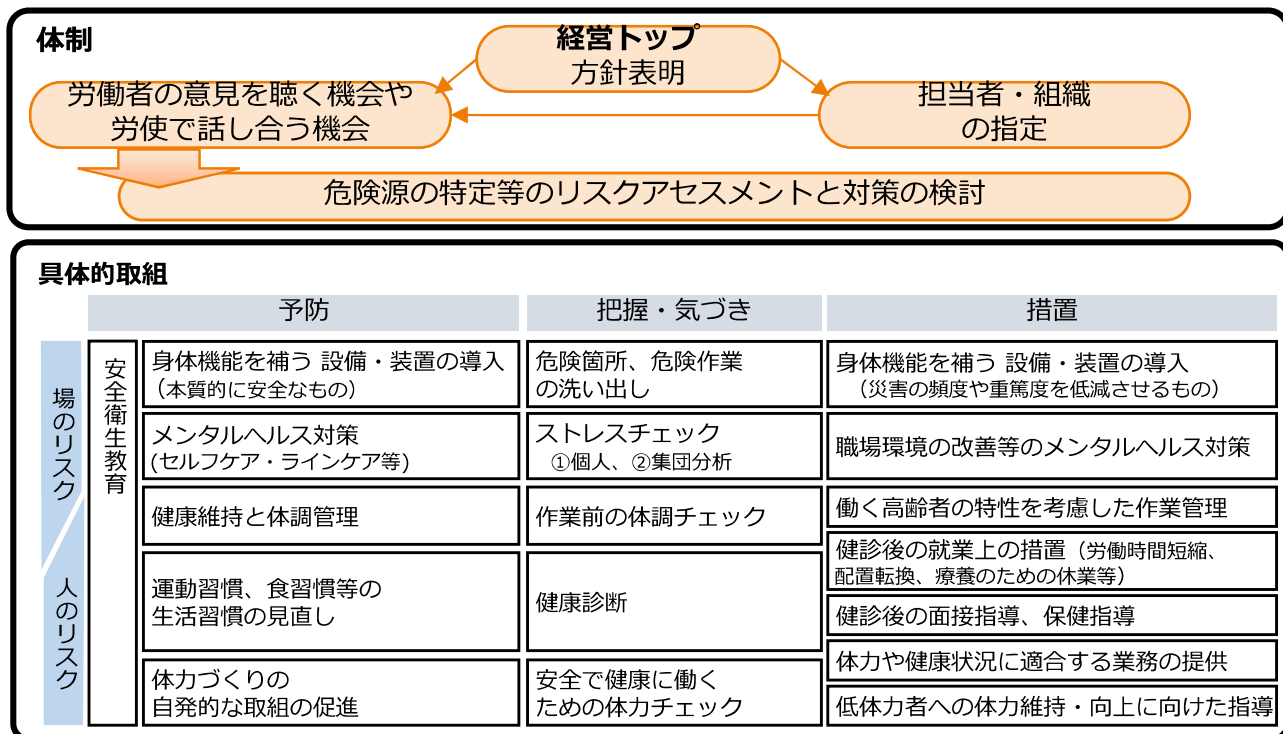 体制
経営トップ
方針表明
労働者の意見を聴く機会や
労使で話し合う機会
担当者・組織
の指定
危険源の特定等のリスクアセスメントと対策の検討
具体的取組
予防
把握・気づき
措置
場のリスク
人のリスク
安全衛生教育
身体機能を補う 設備・装置の導入
（本質的に安全なもの）
危険箇所、危険作業
の洗い出し
身体機能を補う 設備・装置の導入
（災害の頻度や重篤度を低減させるもの）
メンタルヘルス対策
(セルフケア・ラインケア等)
ストレスチェック
①個人、②集団分析
職場環境の改善等のメンタルヘルス対策
健康維持と体調管理
作業前の体調チェック
働く高齢者の特性を考慮した作業管理
運動習慣、食習慣等の
生活習慣の見直し
健康診断
健診後の就業上の措置（労働時間短縮、
配置転換、療養のための休業等）
健診後の面接指導、保健指導
体力づくりの
自発的な取組の促進
安全で健康に働く
ための体力チェック
体力や健康状況に適合する業務の提供
低体力者への体力維持・向上に向けた指導